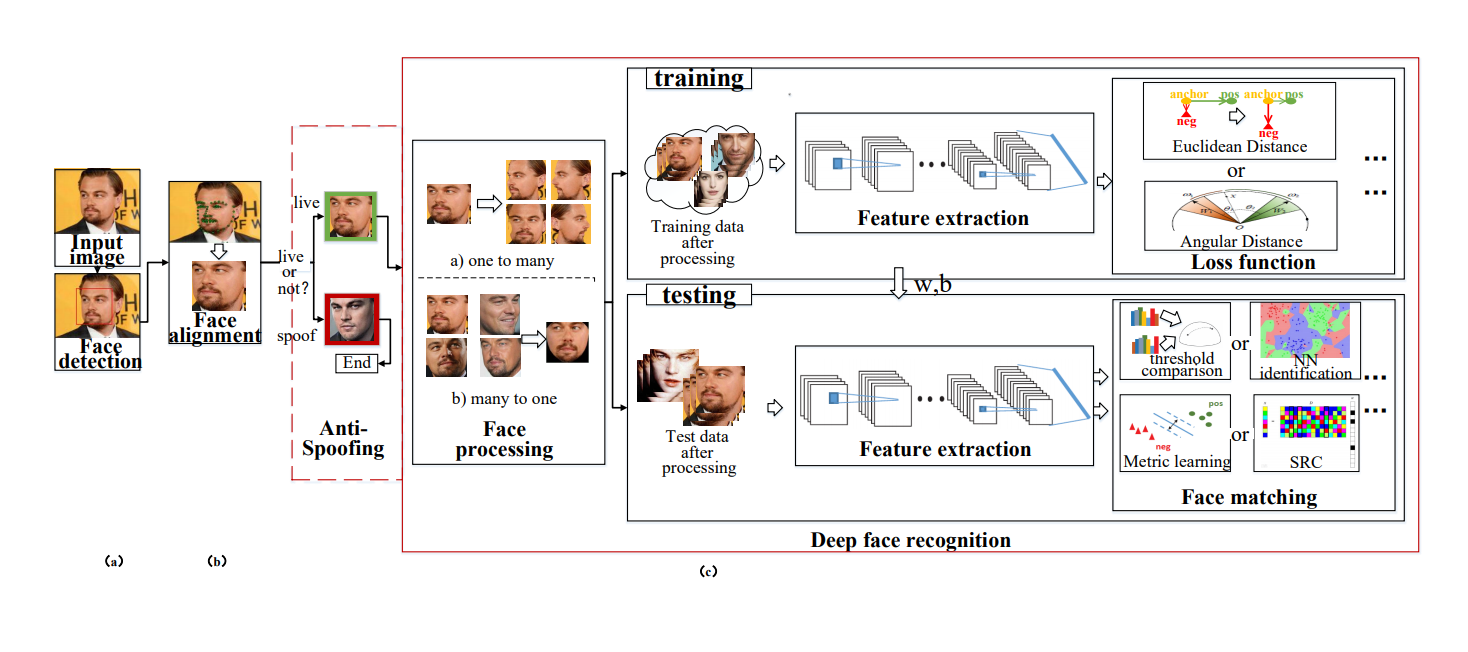 Input
image
Face
detection
(a)
Face
alignment
(b)
live
live
or
not?
spoof
End
Anti-
Spoofing
a) one to many
b) many to one
Face
processing
training
Training data
after
processing
Feature extraction
anchor pos anchor pos
neg
neg
Euclidean Distance
or
Angular Distance
Loss function
...
...
w,b
testing
Test data
after
processing
Feature extraction
threshold
comparison
or
NN
identification
...
pos
neg
Metric learning
or
SRC
...
Face matching
Deep face recognition
(c)